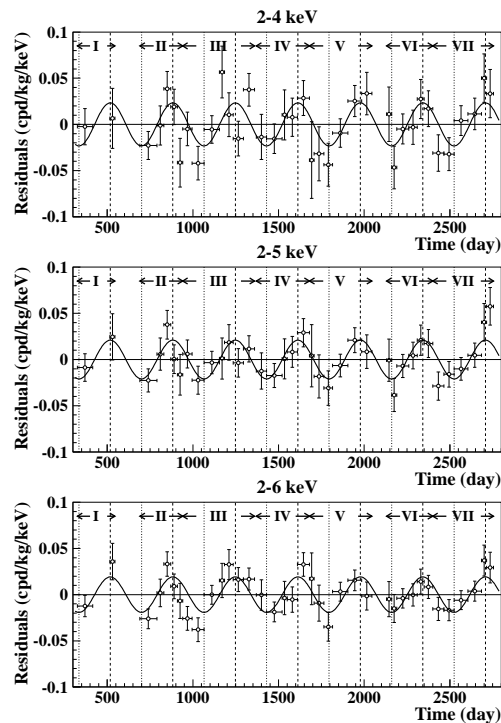 2-4 keV
Residuals (cpd/kg/keV)
0.1
0.05
0
-0.05
-0.1
I II III IV V VI VII
500 1000 1500 2000 2500
Time (day)
2-5 keV
Residuals (cpd/kg/keV)
0.1
0.05
0
-0.05
-0.1
I II III IV V VI VII
500 1000 1500 2000 2500
Time (day)
2-6 keV
Residuals (cpd/kg/keV)
0.1
0.05
0
-0.05
-0.1
I II III IV V VI VII
500 1000 1500 2000 2500
Time (day)